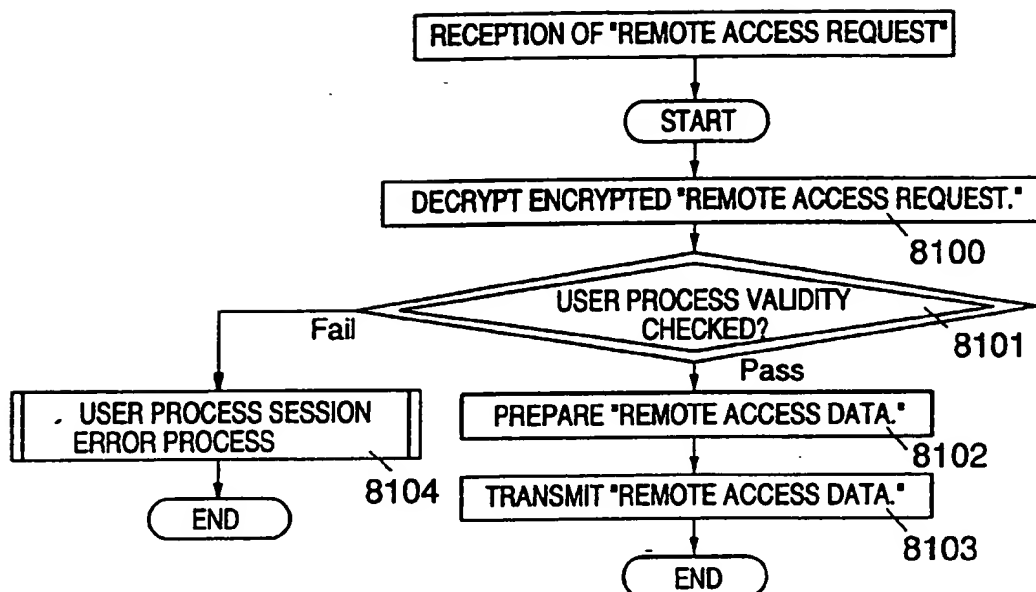 RECEPTION OF "REMOTE ACCESS REQUEST"
START
DECRYPT ENCRYPTED "REMOTE ACCESS REQUEST."
8100
USER PROCESS VALIDITY
CHECKED?
8101
Fail
Pass
USER PROCESS SESSION
ERROR PROCESS
8104
END
PREPARE "REMOTE ACCESS DATA."
8102
TRANSMIT "REMOTE ACCESS DATA."
8103
END